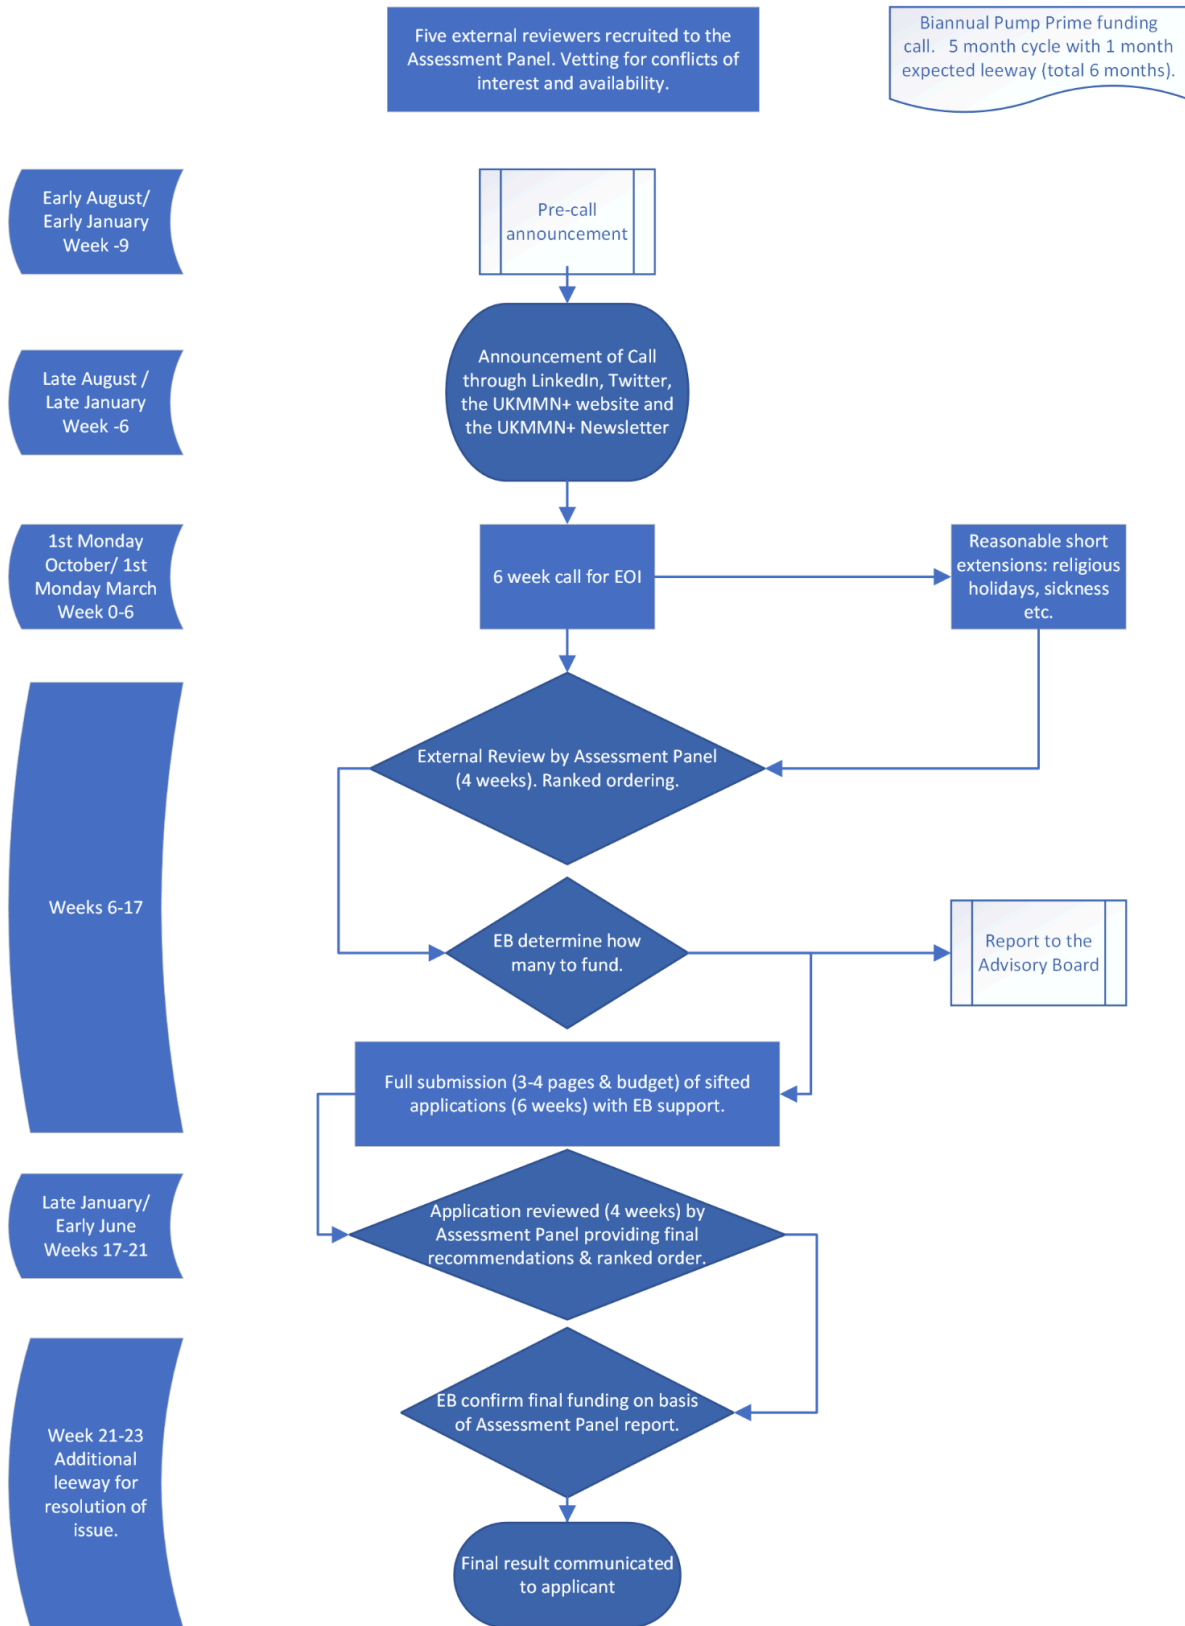 Five external reviewers recruited to the
Assessment Panel. Vetting for conflicts of
interest and availability.
Biannual Pump Prime funding
call.   5 month cycle with 1 month
expected leeway (total 6 months).
Early August/
Early January
Week -9
Pre-call
announcement
Late August /
Late January
Week -6
Announcement of Call
through LinkedIn, Twitter,
the UKMMN+ website and
the UKMMN+ Newsletter
1st Monday
October/ 1st
Monday March
Week 0-6
6 week call for EOI
Reasonable short
extensions: religious
holidays, sickness
etc.
Weeks 6-17
External Review by Assessment Panel
(4 weeks). Ranked ordering.
EB determine how
many to fund.
Report to the
Advisory Board
Full submission (3-4 pages & budget) of sifted
applications (6 weeks) with EB support.
Late January/
Early June
Weeks 17-21
Application reviewed (4 weeks) by
Assessment Panel providing final
recommendations & ranked order.
Week 21-23
Additional
leeway for
resolution of
issue.
EB confirm final funding on basis
of Assessment Panel report.
Final result communicated
to applicant